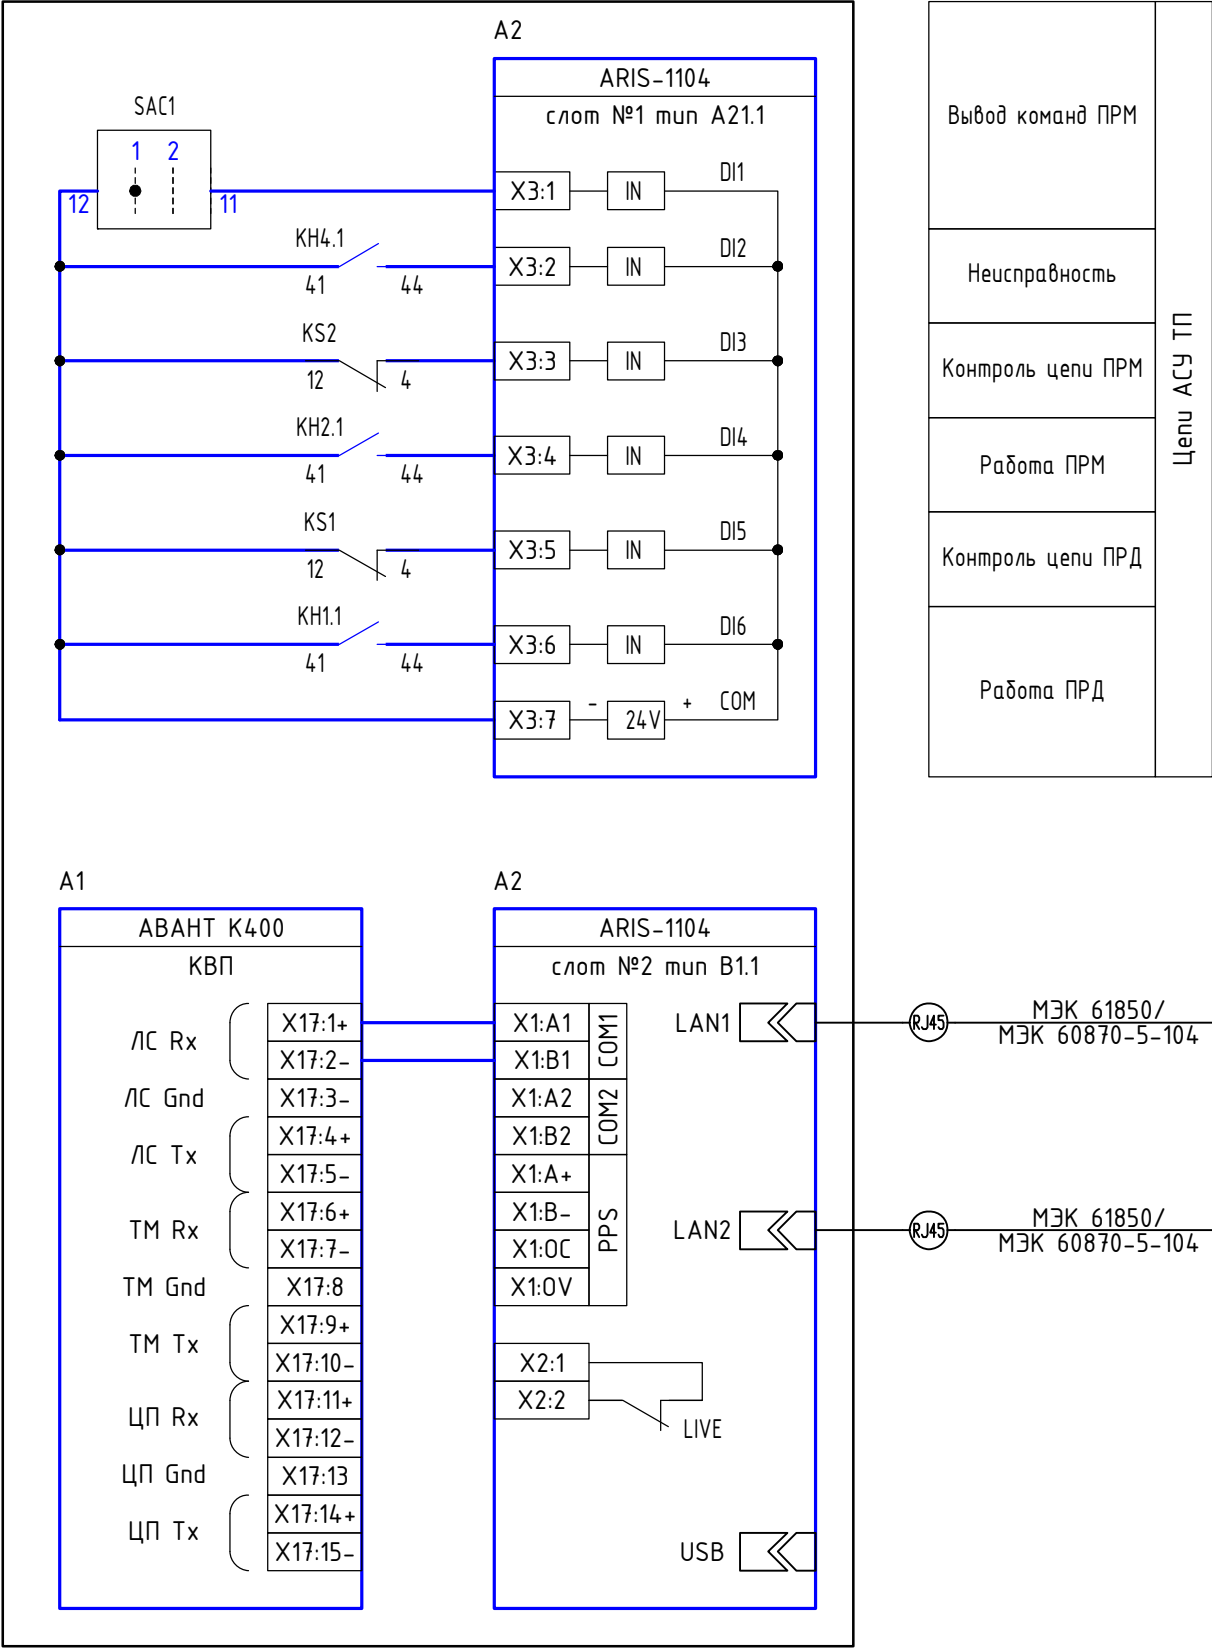 A2
ARIS-1104
слот №1 тип A21.1
SAC1
1 2
12 11
X3:1 IN DI1
KH4.1
41 44
X3:2 IN DI2
KS2
12 4
X3:3 IN DI3
KH2.1
41 44
X3:4 IN DI4
KS1
12 4
X3:5 IN DI5
KH1.1
41 44
X3:6 IN DI6
X3:7 - 24V + COM
Вывод команд ПРМ
Неисправность
Контроль цепи ПРМ
Работа ПРМ
Контроль цепи ПРД
Работа ПРД
Цепи АСУ ТП
A1
АВАНТ К400
КВП
ЛС Rx
ЛС Gnd
ЛС Tx
ТМ Rx
ТМ Gnd
ТМ Tx
ЦП Rx
ЦП Gnd
ЦП Tx
X17:1+
X17:2-
X17:3-
X17:4+
X17:5-
X17:6+
X17:7-
X17:8
X17:9+
X17:10-
X17:11+
X17:12-
X17:13
X17:14+
X17:15-
A2
ARIS-1104
слот №2 тип B1.1
X1:A1
X1:B1
X1:A2
X1:B2
X1:A+
X1:B-
X1:0C
X1:0V
COM1
COM2
PPS
X2:1
X2:2
LIVE
LAN1
RJ45
МЭК 61850/
МЭК 60870-5-104
LAN2
RJ45
МЭК 61850/
МЭК 60870-5-104
USB